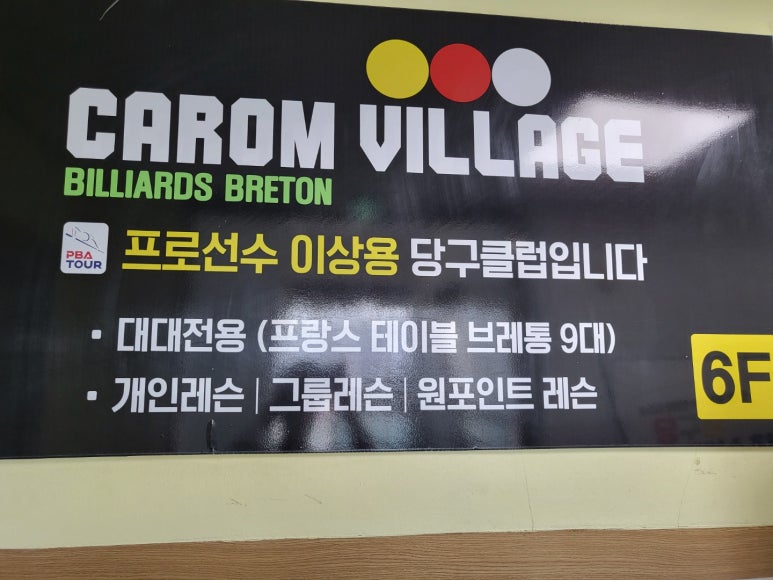 CAROM VILLAGE
BILLIARDS BRETON
PBA TOUR
프로선수 이상용 당구클럽입니다
· 대대전용 (프랑스 테이블 브레통 9대)
· 개인레슨 | 그룹레슨 | 원포인트 레슨
6F